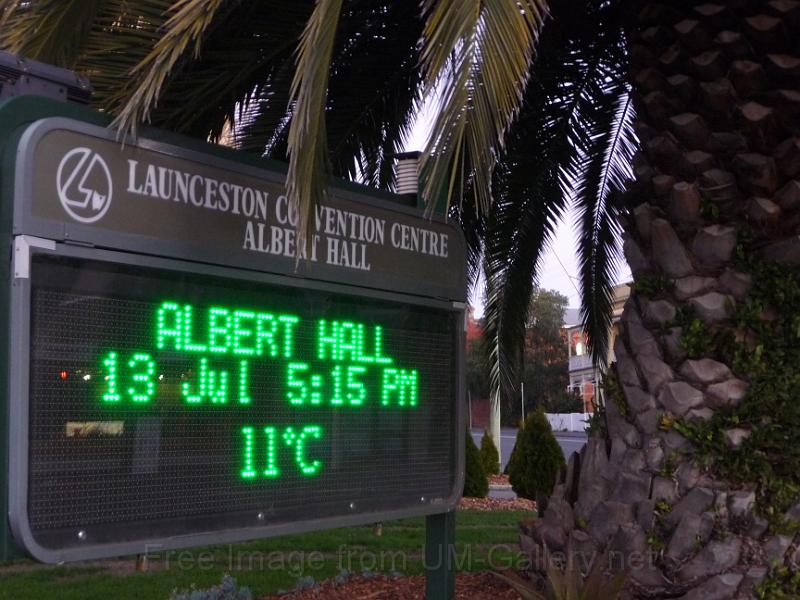 LAUNCESTON CONVENTION CENTRE
ALBERT HALL
ALBERT HALL
13 Jul 5:15 PM
11°C
Free Image from UM-Gallery.net